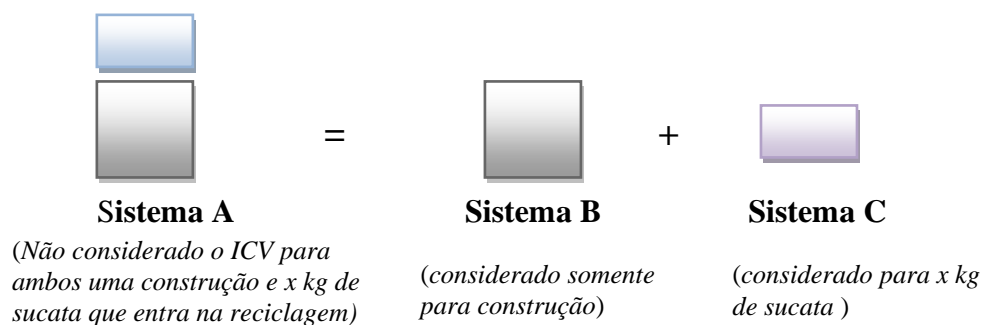 =
+
Sistema A
Sistema B
Sistema C
(Não considerado o ICV para
ambos uma construção e x kg de
sucata que entra na reciclagem)
(considerado somente
para construção)
(considerado para x kg
de sucata )